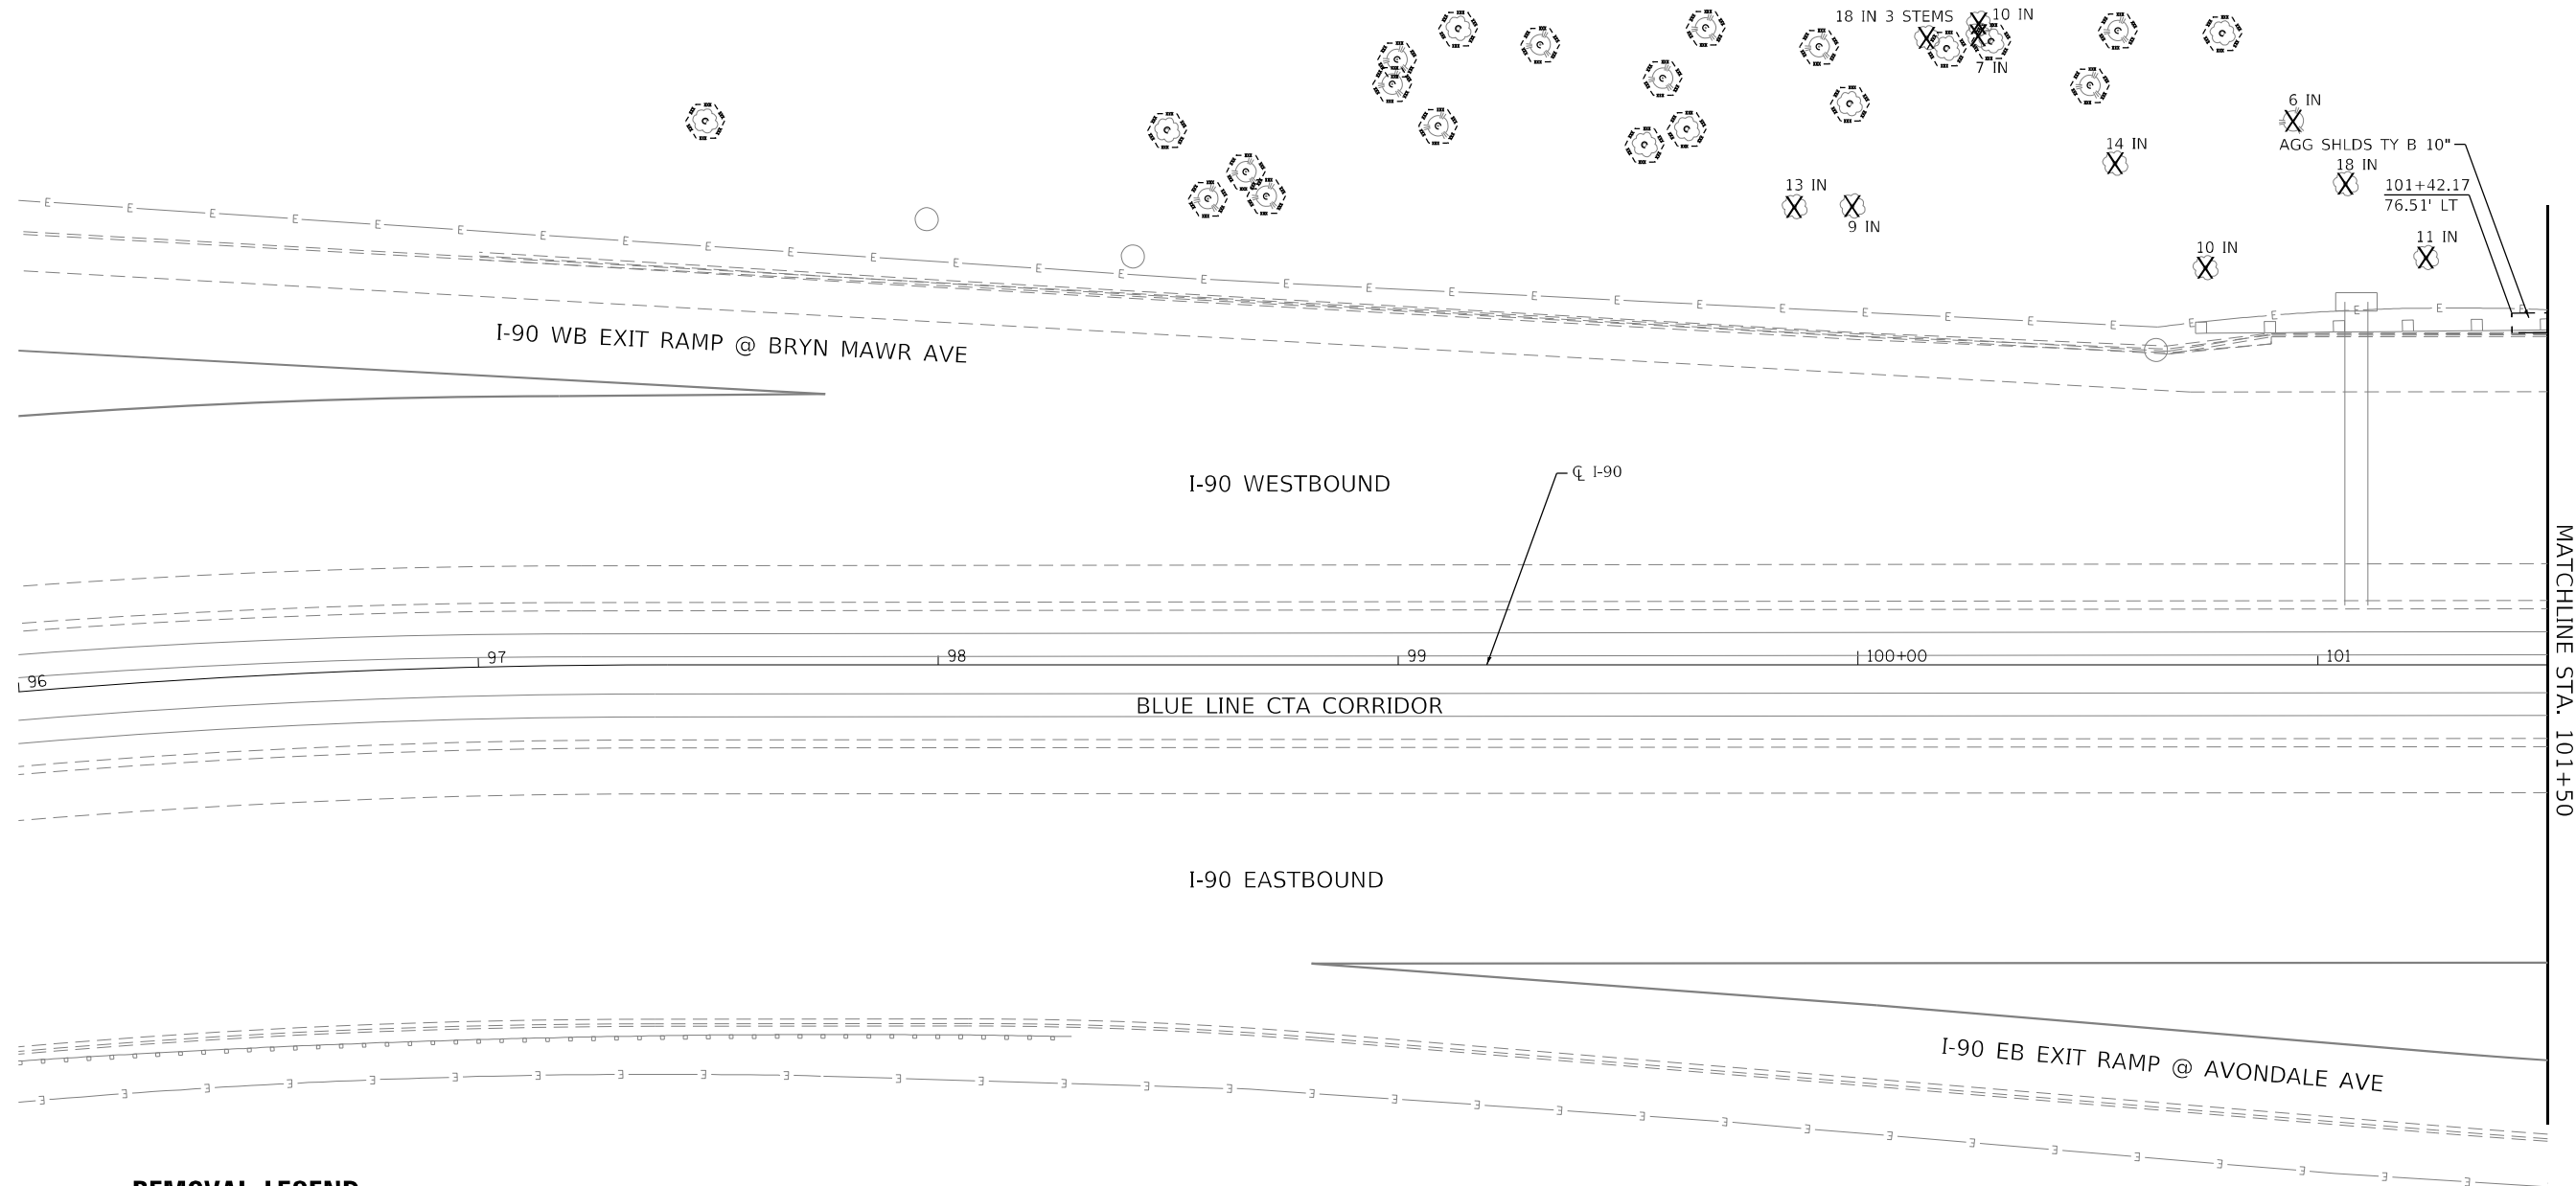 18 IN 3 STEMS
10 IN
7 IN
6 IN
14 IN
AGG SHLDS TY B 10"
18 IN
13 IN
101+42.17
76.51' LT
9 IN
11 IN
10 IN
I-90 WB EXIT RAMP @ BRYN MAWR AVE
I-90 WESTBOUND
℄ I-90
MATCHLINE STA. 101+50
96
97
98
99
100+00
101
BLUE LINE CTA CORRIDOR
I-90 EASTBOUND
I-90 EB EXIT RAMP @ AVONDALE AVE
REMOVAL LEGEND